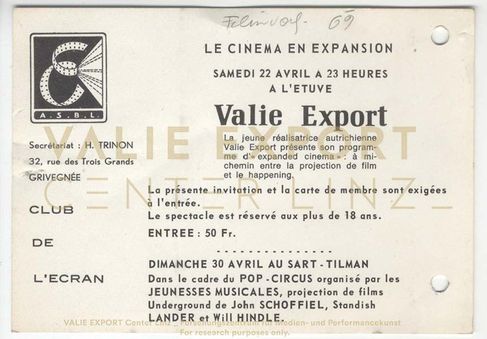 Filmvorf. 69
LE CINEMA EN EXPANSION
SAMEDI 22 AVRIL A 23 HEURES
A L'ETUVE
Valie Export
La jeune réalisatrice autrichienne
Valie Export présente son program-
me d'« expanded cinema » : à mi-
chemin entre la projection de film
et le happening.
La présente invitation et la carte de membre sont exigées
à l'entrée.
Le spectacle est réservé aux plus de 18 ans.
ENTREE : 50 Fr.
DIMANCHE 30 AVRIL AU SART - TILMAN
Dans le cadre du POP - CIRCUS organisé par les
JEUNESSES MUSICALES, projection de films
Underground de John SCHOFFIEL, Standish
LANDER et Will HINDLE.
A.S.B.L
Secrétariat : H. TRINON
32, rue des Trois Grands
GRIVEGNÉE
CLUB
DE
L'ECRAN
VALIE EXPORT
CENTER LINZ
VALIE EXPORT Center Linz _ Forschungszentrum für Medien- und Performancekunst
For research purposes only.